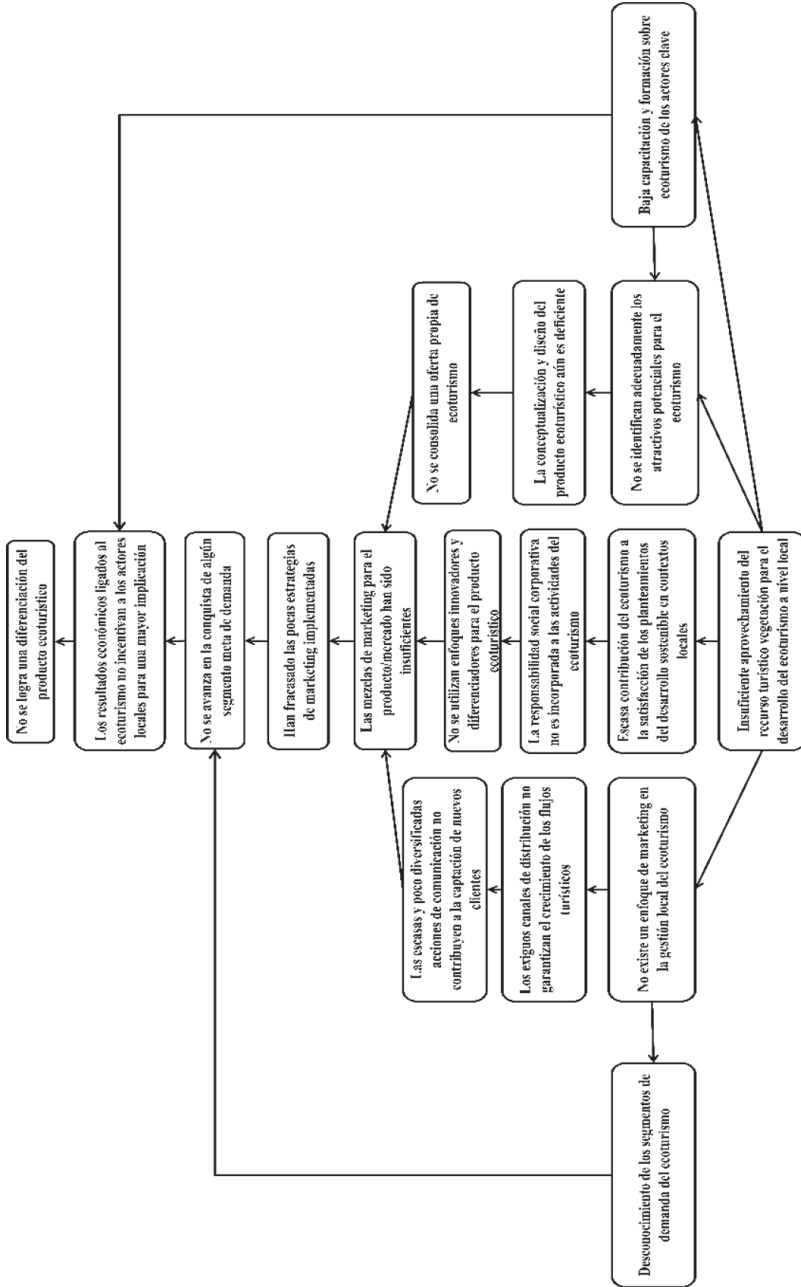 No se logra una diferenciación del
producto ecoturístico
Los resultados económicos ligados al
ecoturismo no incentivan a los actores
locales para una mayor implicación
No se avanza en la conquista de algún
segmento meta de demanda
Han fracasado las pocas estrategias
de marketing implementadas
Las mezclas de marketing para el
producto/mercado han sido
insuficientes
Las escasas y poco diversificadas
acciones de comunicación no
contribuyen a la captación de nuevos
clientes
No se utilizan enfoques innovadores y
diferenciadores para el producto
ecoturístico
No se consolida una oferta propia de
ecoturismo
Los exiguos canales de distribución no
garantizan el crecimiento de los flujos
turísticos
La responsabilidad social corporativa
no es incorporada a las actividades del
ecoturismo
La conceptualización y diseño del
producto ecoturístico aún es deficiente
Desconocimiento de los segmentos de
demanda del ecoturismo
No existe un enfoque de marketing en
la gestión local del ecoturismo
Escasa contribución del ecoturismo a
la satisfacción de los planteamientos
del desarrollo sostenible en contextos
locales
No se identifican adecuadamente los
atractivos potenciales para el
ecoturismo
Baja capacitación y formación sobre
ecoturismo de los actores clave
Insuficiente aprovechamiento del
recurso turístico vegetación para el
desarrollo del ecoturismo a nivel local